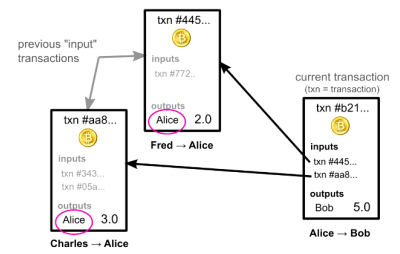 txn #445...
inputs
txn #772..
outputs
Alice 2.0
Fred → Alice
previous "input"
transactions
txn #aa8...
inputs
txn #343...
txn #05a...
outputs
Alice 3.0
Charles → Alice
current transaction
(txn = transaction)
txn #b21...
inputs
txn #445...
txn #aa8...
outputs
Bob 5.0
Alice → Bob